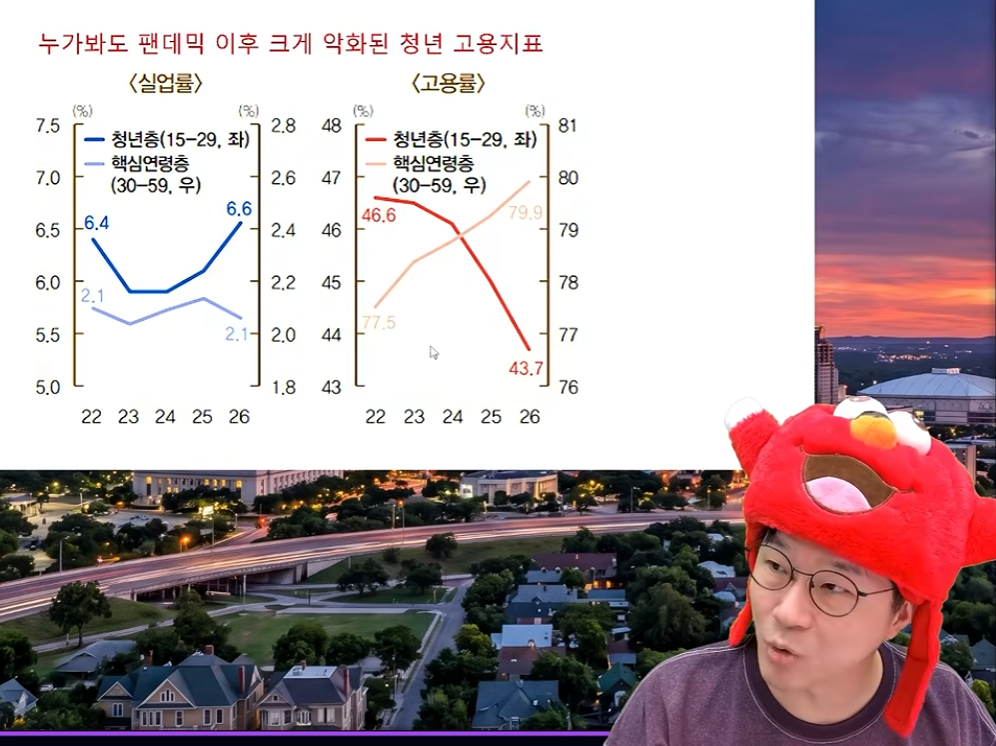 누가봐도 팬데믹 이후 크게 악화된 청년 고용지표
〈실업률〉
(%) (%)
7.5 2.8
청년층(15-29, 좌)
핵심연령층
(30-59, 우)
7.0 2.6
6.4 6.6
6.5 2.4
6.0 2.2
2.1 2.1
5.5 2.0
5.0 1.8
22 23 24 25 26
〈고용률〉
(%) (%)
48 81
청년층(15-29, 좌)
핵심연령층
(30-59, 우)
47 80
46.6 79.9
46 79
45 78
77.5
44 77
43.7
43 76
22 23 24 25 26